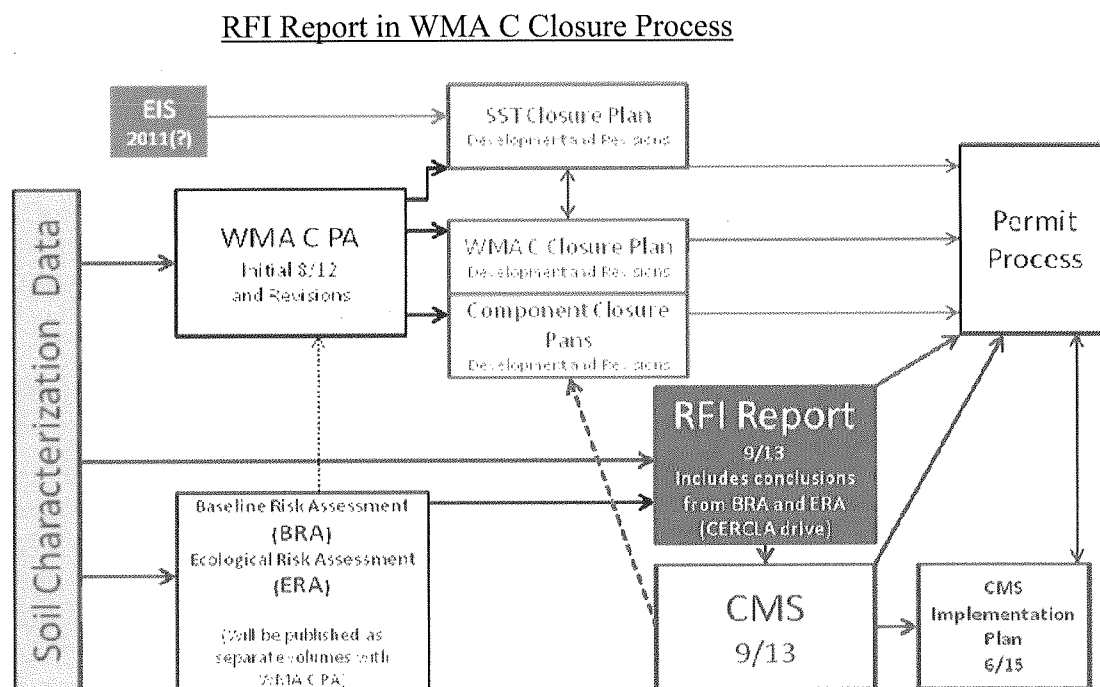 RFI Report in WMA C Closure Process
EIS
2011(?)
SST Closure Plan
Development and Revisions
Soil Characterization Data
WMA C PA
Initial 8/12
and Revisions
WMA C Closure Plan
Development and Revisions
Component Closure
Pans
Development and Revisions
Permit
Process
RFI Report
9/13
Includes conclusions
from BRA and ERA
(CERCLA drive)
Baseline Risk Assessment
(BRA)
Ecological Risk Assessment
(ERA)
(Will be published as
separate volumes with
WMA C PA)
CMS
9/13
CMS
Implementation
Plan
6/15